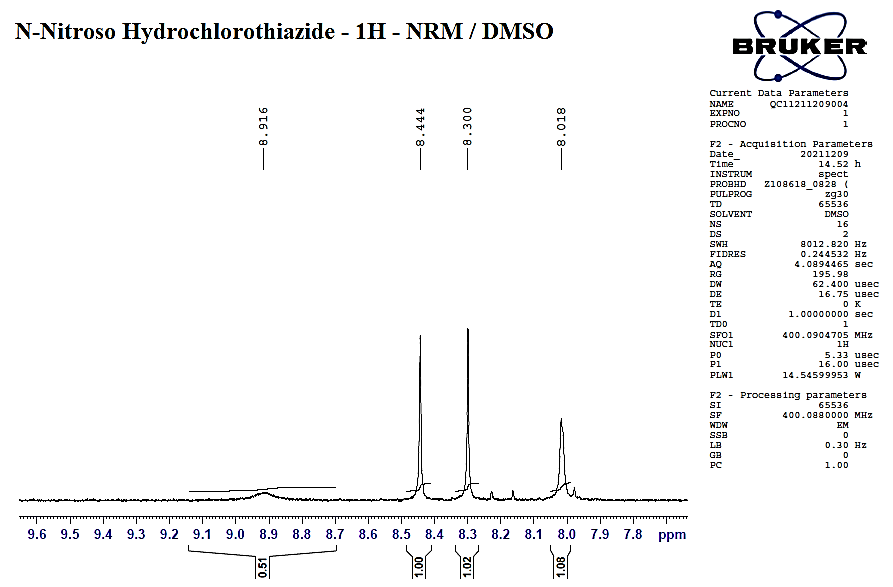 N-Nitroso Hydrochlorothiazide - 1H - NRM / DMSO
BRUKER
8.916
8.444
8.300
8.018
Current Data Parameters
NAME QC11211209004
EXPNO 1
PROCNO 1
F2 - Acquisition Parameters
Date_ 20211209
Time 14.52 h
INSTRUM spect
PROBHD Z108618_0828 (
PULPROG zg30
TD 65536
SOLVENT DMSO
NS 16
DS 2
SWH 8012.820 Hz
FIDRES 0.244532 Hz
AQ 4.0894465 sec
RG 195.98
DW 62.400 usec
DE 16.75 usec
TE 0 K
D1 1.00000000 sec
TD0 1
SFO1 400.0904705 MHz
NUC1 1H
P0 5.33 usec
P1 16.00 usec
PLW1 14.54599953 W
F2 - Processing parameters
SI 65536
SF 400.0880000 MHz
WDW EM
SSB 0
LB 0.30 Hz
GB 0
PC 1.00
9.6 9.5 9.4 9.3 9.2 9.1 9.0 8.9 8.8 8.7 8.6 8.5 8.4 8.3 8.2 8.1 8.0 7.9 7.8 ppm
0.51
1.00
1.02
1.08